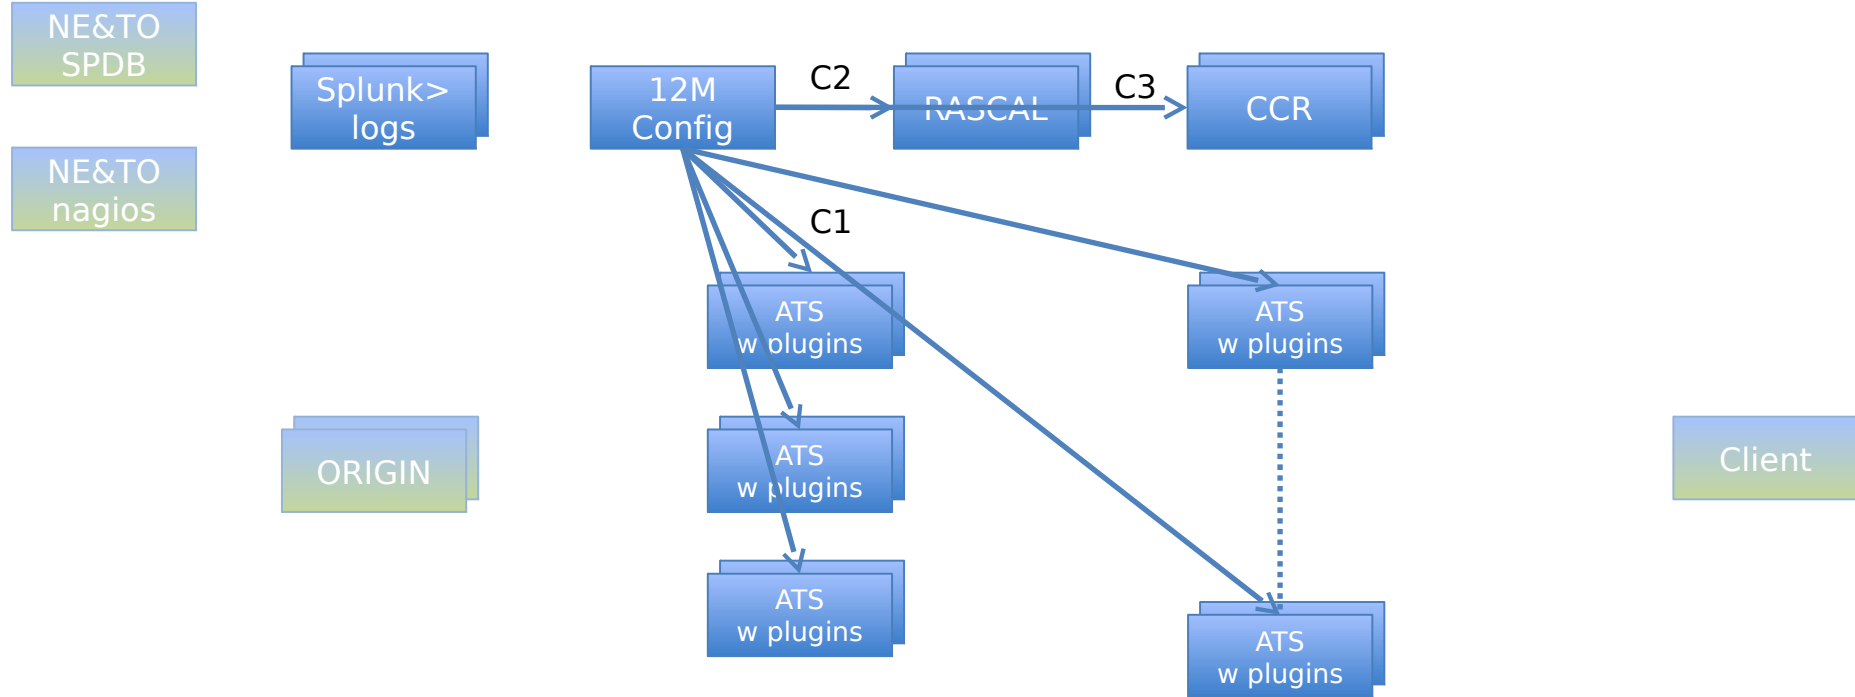 NE&TO
SPDB
Splunk>
logs
12M
Config
C2
RASCAL
C3
CCR
NE&TO
nagios
C1
ATS
w plugins
ATS
w plugins
ORIGIN
ATS
w plugins
Client
ATS
w plugins
ATS
w plugins